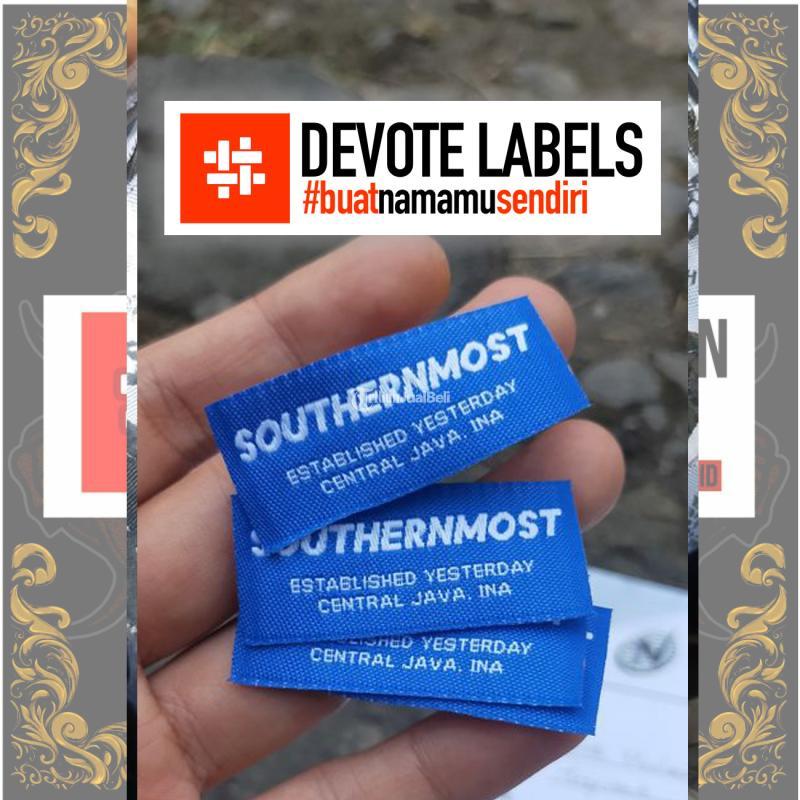 DEVOTE LABELS
#buatnamamusendiri
SOUTHERNMOST
ESTABLISHED YESTERDAY
CENTRAL JAVA. INA
SOUTHERNMOST
ESTABLISHED YESTERDAY
CENTRAL JAVA. INA
YESTERDAY
CENTRAL JAVA. INA
N
ID